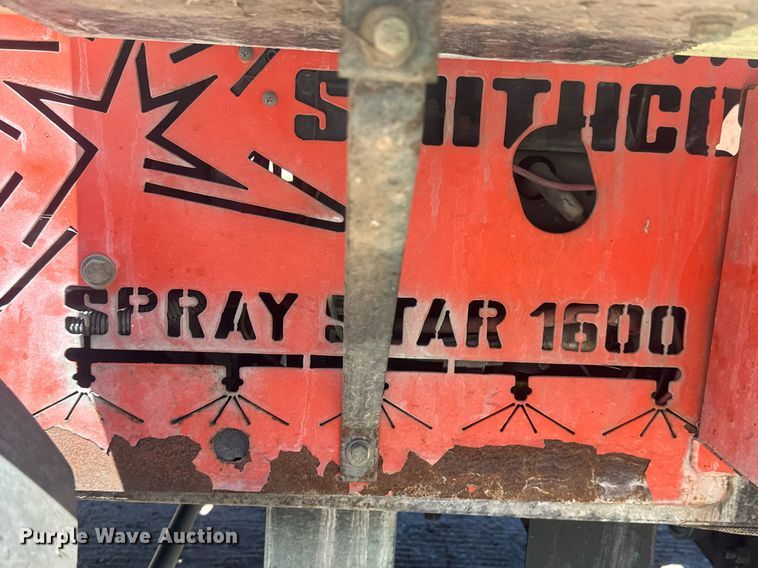 SMITHCO
SPRAY STAR 1600
Purple Wave Auction